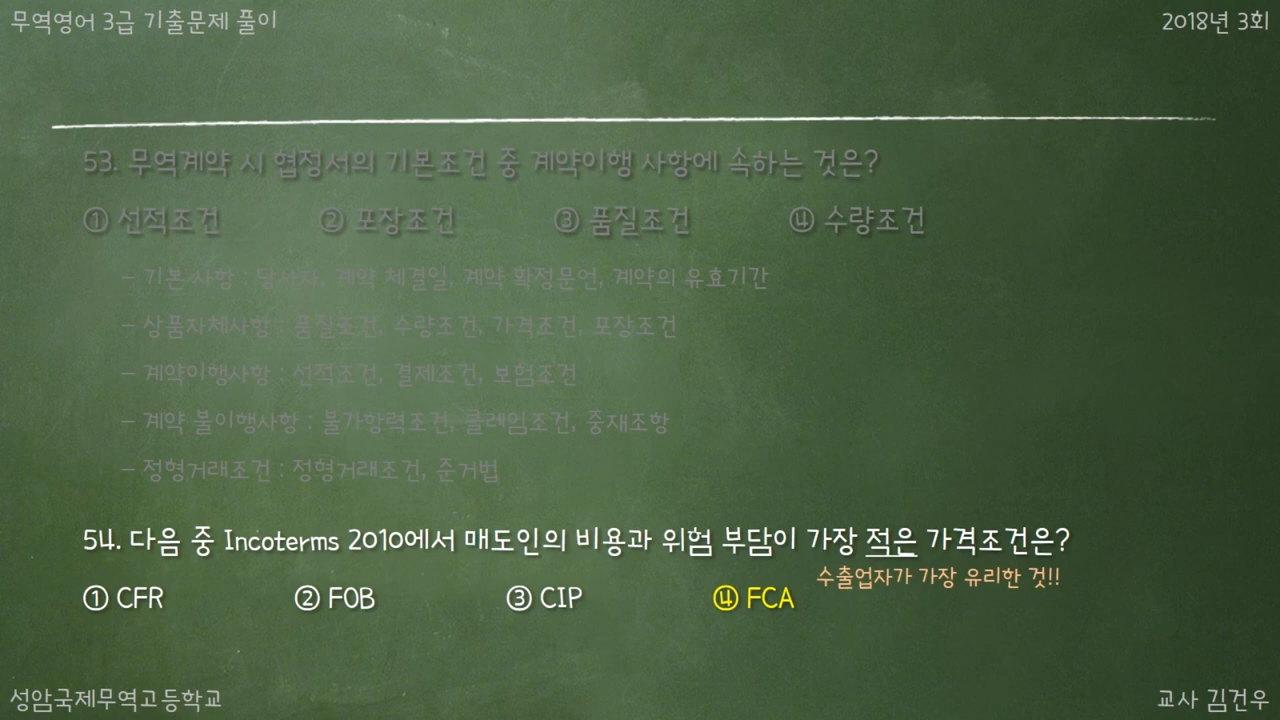 무역영어 3급 기출문제 풀이
2018년 3회
53. 무역계약 시 협정서의 기본조건 중 계약이행 사항에 속하는 것은?
① 선적조건 ② 포장조건 ③ 품질조건 ④ 수량조건
- 기본 사항 : 당사자, 계약 체결일, 계약 확정문언, 계약의 유효기간
- 상품자체사항 : 품질조건, 수량조건, 가격조건, 포장조건
- 계약이행사항 : 선적조건, 결제조건, 보험조건
- 계약 불이행사항 : 불가항력조건, 클레임조건, 중재조항
- 정형거래조건 : 정형거래조건, 준거법
54. 다음 중 Incoterms 2010에서 매도인의 비용과 위험 부담이 가장 적은 가격조건은?
수출업자가 가장 유리한 것!!
① CFR ② FOB ③ CIP ④ FCA
성암국제무역고등학교
교사 김건우